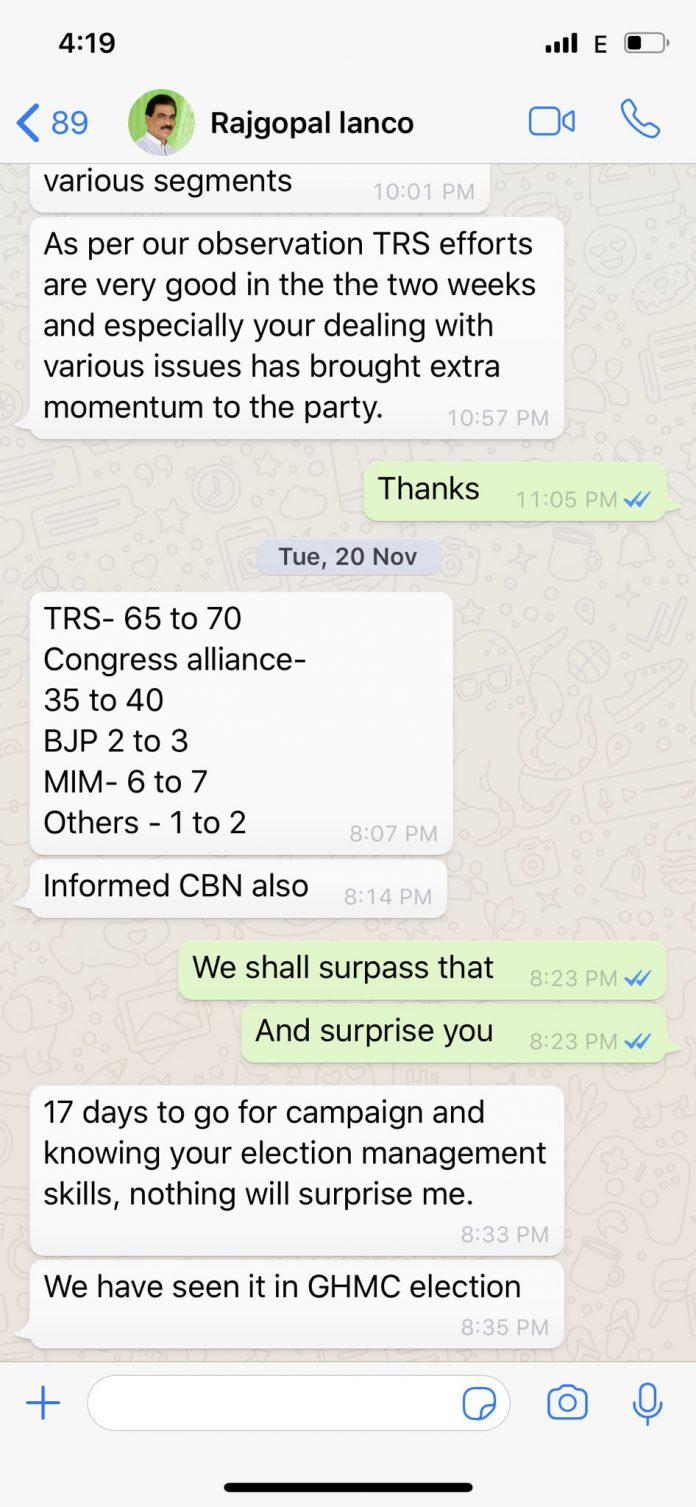 4:19
E
89
Rajgopal lanco
various segments
10:01 PM
As per our observation TRS efforts
are very good in the the two weeks
and especially your dealing with
various issues has brought extra
momentum to the party.
10:57 PM
Thanks
11:05 PM
Tue, 20 Nov
TRS- 65 to 70
Congress alliance-
35 to 40
BJP 2 to 3
MIM- 6 to 7
Others - 1 to 2
8:07 PM
Informed CBN also
8:14 PM
We shall surpass that
8:23 PM
And surprise you
8:23 PM
17 days to go for campaign and
knowing your election management
skills, nothing will surprise me.
8:33 PM
We have seen it in GHMC election
8:35 PM